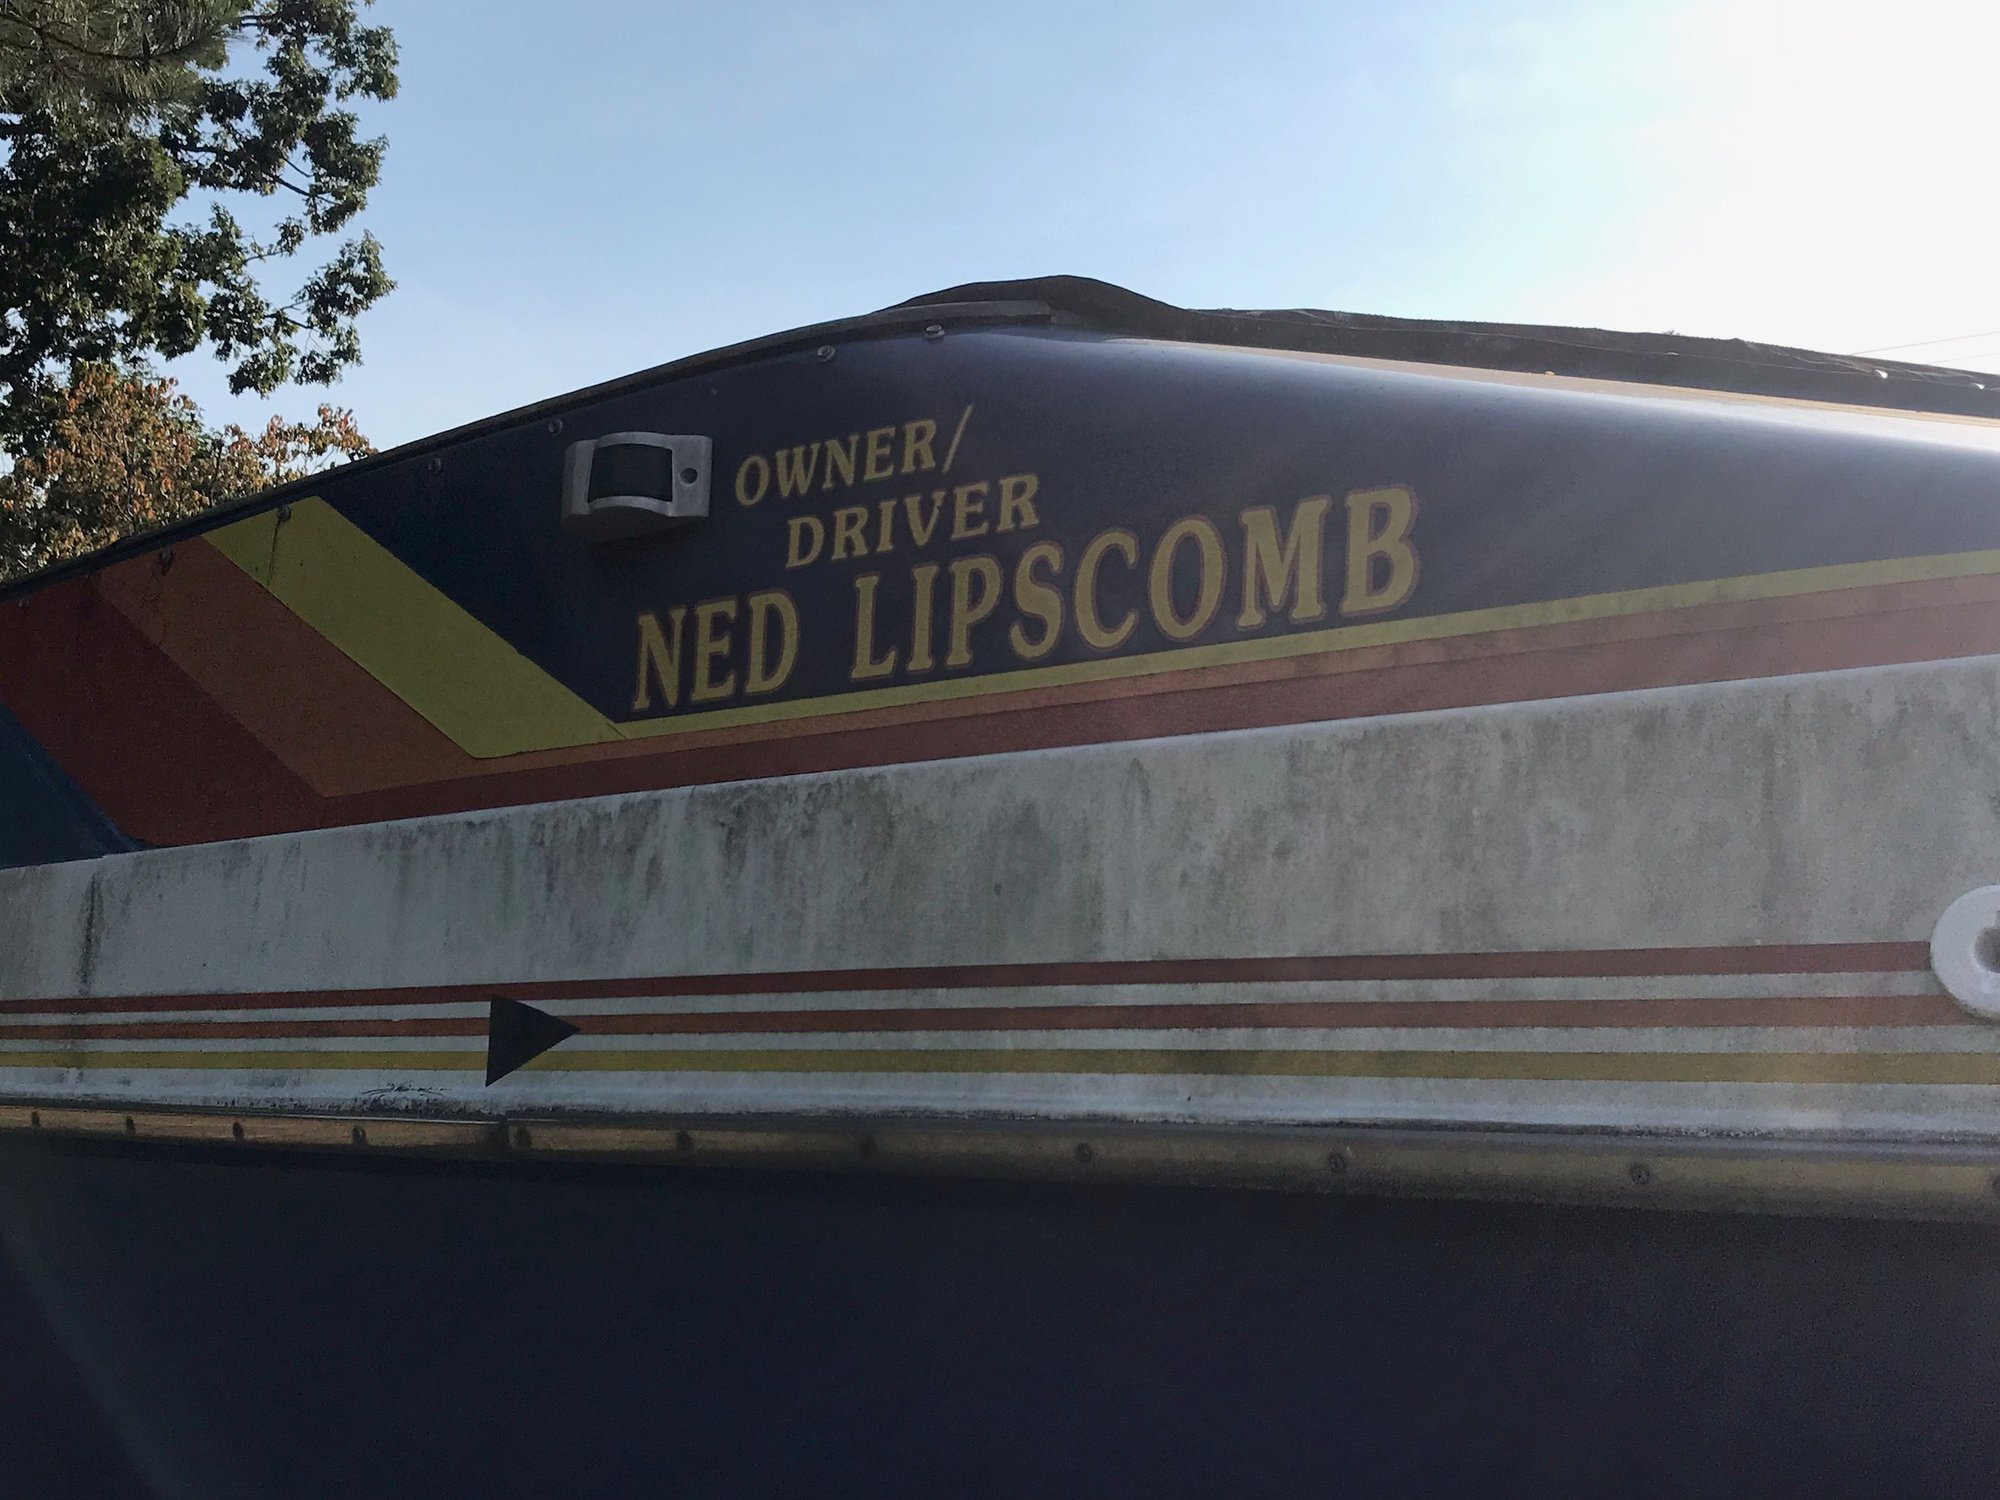 OWNER/
DRIVER
NED LIPSCOMB